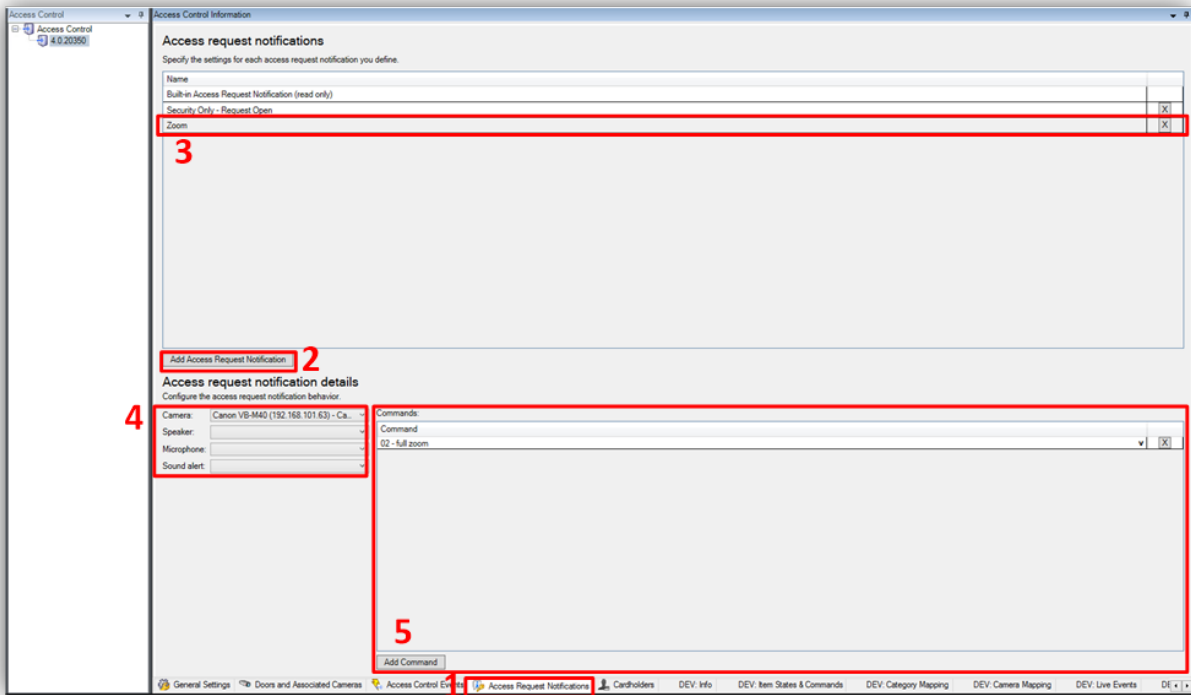 Access Control
Access Control Information
Access Control
4.0.20350
Access request notifications
Specify the settings for each access request notification you define.
Name
Built-in Access Request Notification (read only)
Security Only - Request Open
X
Zoom
X
3
Add Access Request Notification
2
Access request notification details
Configure the access request notification behavior.
4
Camera:
Canon VB-M40 (192.168.101.63) - Ca...
Speaker:
Microphone:
Sound alert:
Commands:
Command
02 - full zoom
v
X
5
Add Command
1
General Settings
Doors and Associated Cameras
Access Control Events
Access Request Notifications
Cardholders
DEV: Info
DEV: Item States & Commands
DEV: Category Mapping
DEV: Camera Mapping
DEV: Live Events